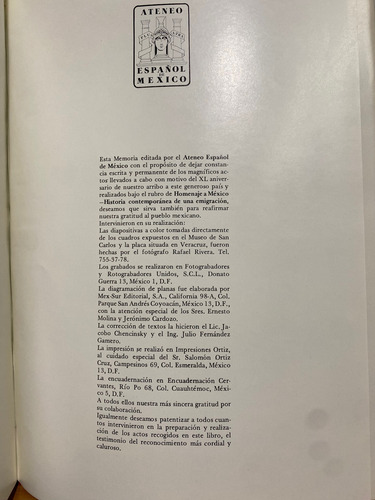 ATENEO
ESPAÑOL
DE
MEXICO
Esta Memoria editada por el Ateneo Español
de México con el propósito de dejar constan-
cia escrita y permanente de los magníficos ac-
tor llevados a cabo con motivo del XL aniver-
sario de nuestro arribo a este generoso país y
realizados bajo el rubro de Homenaje a México
—Historia contemporánea de una emigración,
deseamos que sirva también para reafirmar
nuestra gratitud al pueblo mexicano.
Intervinieron en su realización:
Las diapositivas a color tomadas directamente
de los cuadros expuestos en el Museo de San
Carlos y la placa situada en Veracruz, fueron
hechas por el fotógrafo Rafael Rivera, Tel.
755-37-78.
Los grabados se realizaron en Fotograbadores
y Rotograbadores Unidos, S.C.L., Donato
Guerra 13, México 1, D.F.
La diagramación de planas fue elaborada por
Mex-Sur Editorial, S.A., California 98-A, Col,
Parque San Andrés Coyoacán, México 13, D.F.,
con la atención especial de los Sres. Ernesto
Molina y Jerónimo Cardozo.
La corrección de textos la hicieron el Lic. Ja-
cobo Chencinsky y el Ing. Julio Fernández
Gamero.
La impresión se realizó en Impresiones Ortiz,
al cuidado especial del Sr. Salomón Ortiz
Cruz, Campesinos 69, Col. Esmeralda, México
13, D.F.
La encuadernación en Encuadernación Cer-
vantes, Río Po 68, Col. Cuauhtémoc, Méxi-
co 5, D.F.
A todos ellos nuestra más sincera gratitud por
su colaboración.
Igualmente deseamos patentizar a todos cuan-
tos intervinieron en la preparación y realiza-
ción de los actos recogidos en este libro, el
testimonio del reconocimiento más cordial y
caluroso.